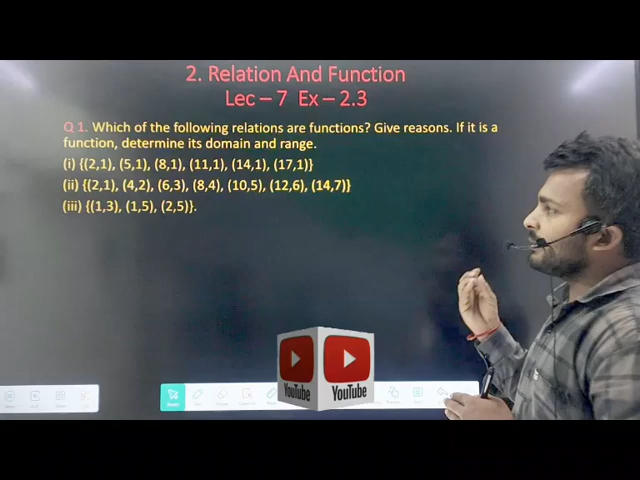 2. Relation And Function
Lec – 7 Ex – 2.3
Q 1. Which of the following relations are functions? Give reasons. If it is a
function, determine its domain and range.
(i) {(2,1), (5,1), (8,1), (11,1), (14,1), (17,1)}
(ii) {(2,1), (4,2), (6,3), (8,4), (10,5), (12,6), (14,7)}
(iii) {(1,3), (1,5), (2,5)}.
YouTube YouTube